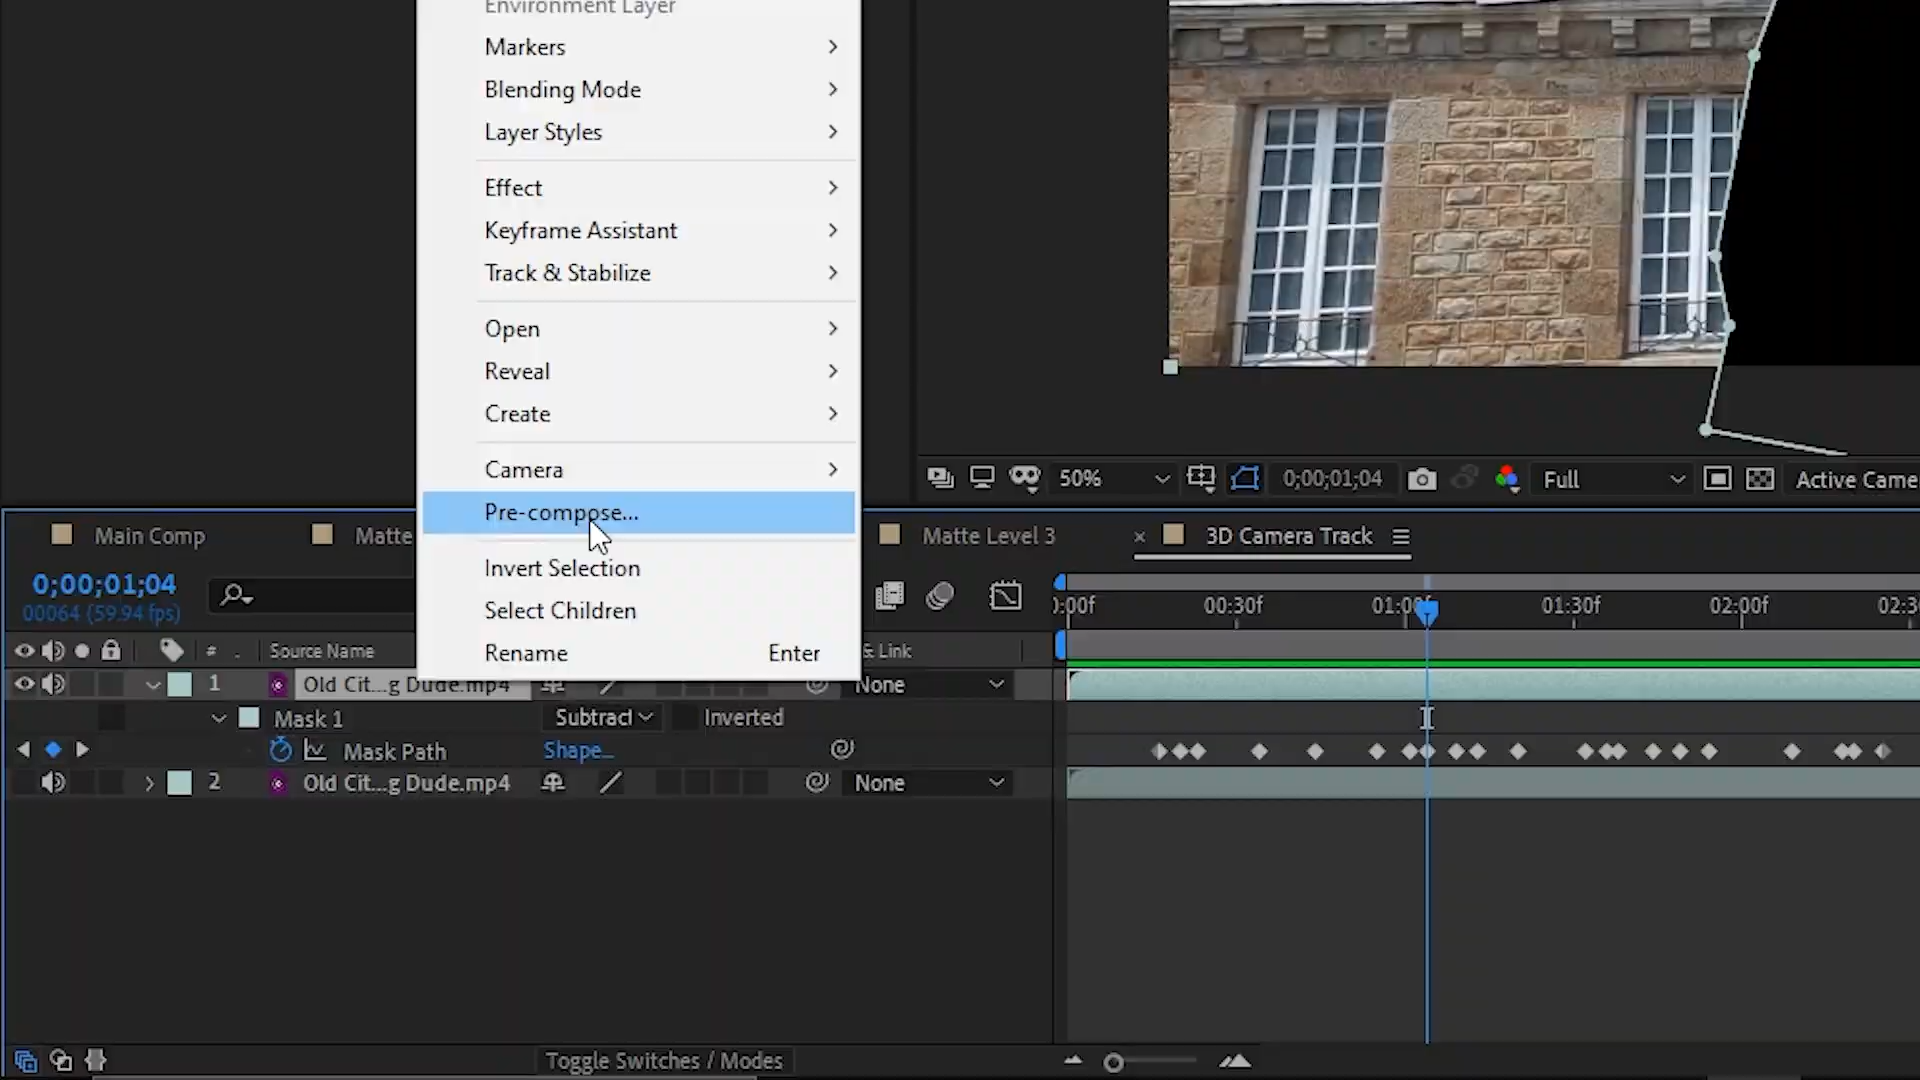 Environment Layer
Markers
Blending Mode
Layer Styles
Effect
Keyframe Assistant
Track & Stabilize
Open
Reveal
Create
Camera
Pre-compose...
Invert Selection
Select Children
Rename Enter
50% 0;00;01;04 Full Active Came
Main Comp Matte Matte Level 3 × 3D Camera Track
0;00;01;04
00064 (59.94 fps)
):00f 00:30f 01:00f 01:30f 02:00f 02:3
# . Source Name & Link
1 Old Cit...g Dude.mp4 None
Mask 1 Subtract Inverted
Mask Path Shape...
2 Old Cit...g Dude.mp4 None
Toggle Switches / Modes